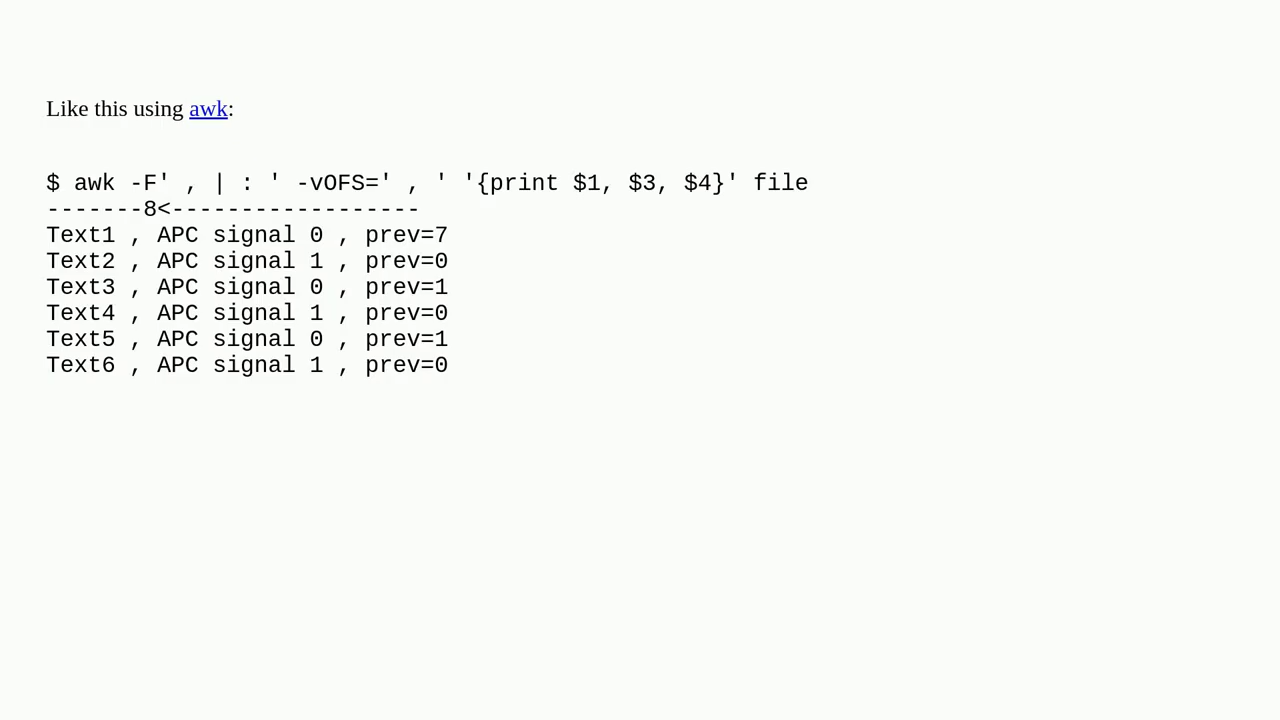 Like this using awk:
$ awk -F' , | : ' -vOFS=' , ' '{print $1, $3, $4}' file
-------8<------------------
Text1 , APC signal 0 , prev=7
Text2 , APC signal 1 , prev=0
Text3 , APC signal 0 , prev=1
Text4 , APC signal 1 , prev=0
Text5 , APC signal 0 , prev=1
Text6 , APC signal 1 , prev=0